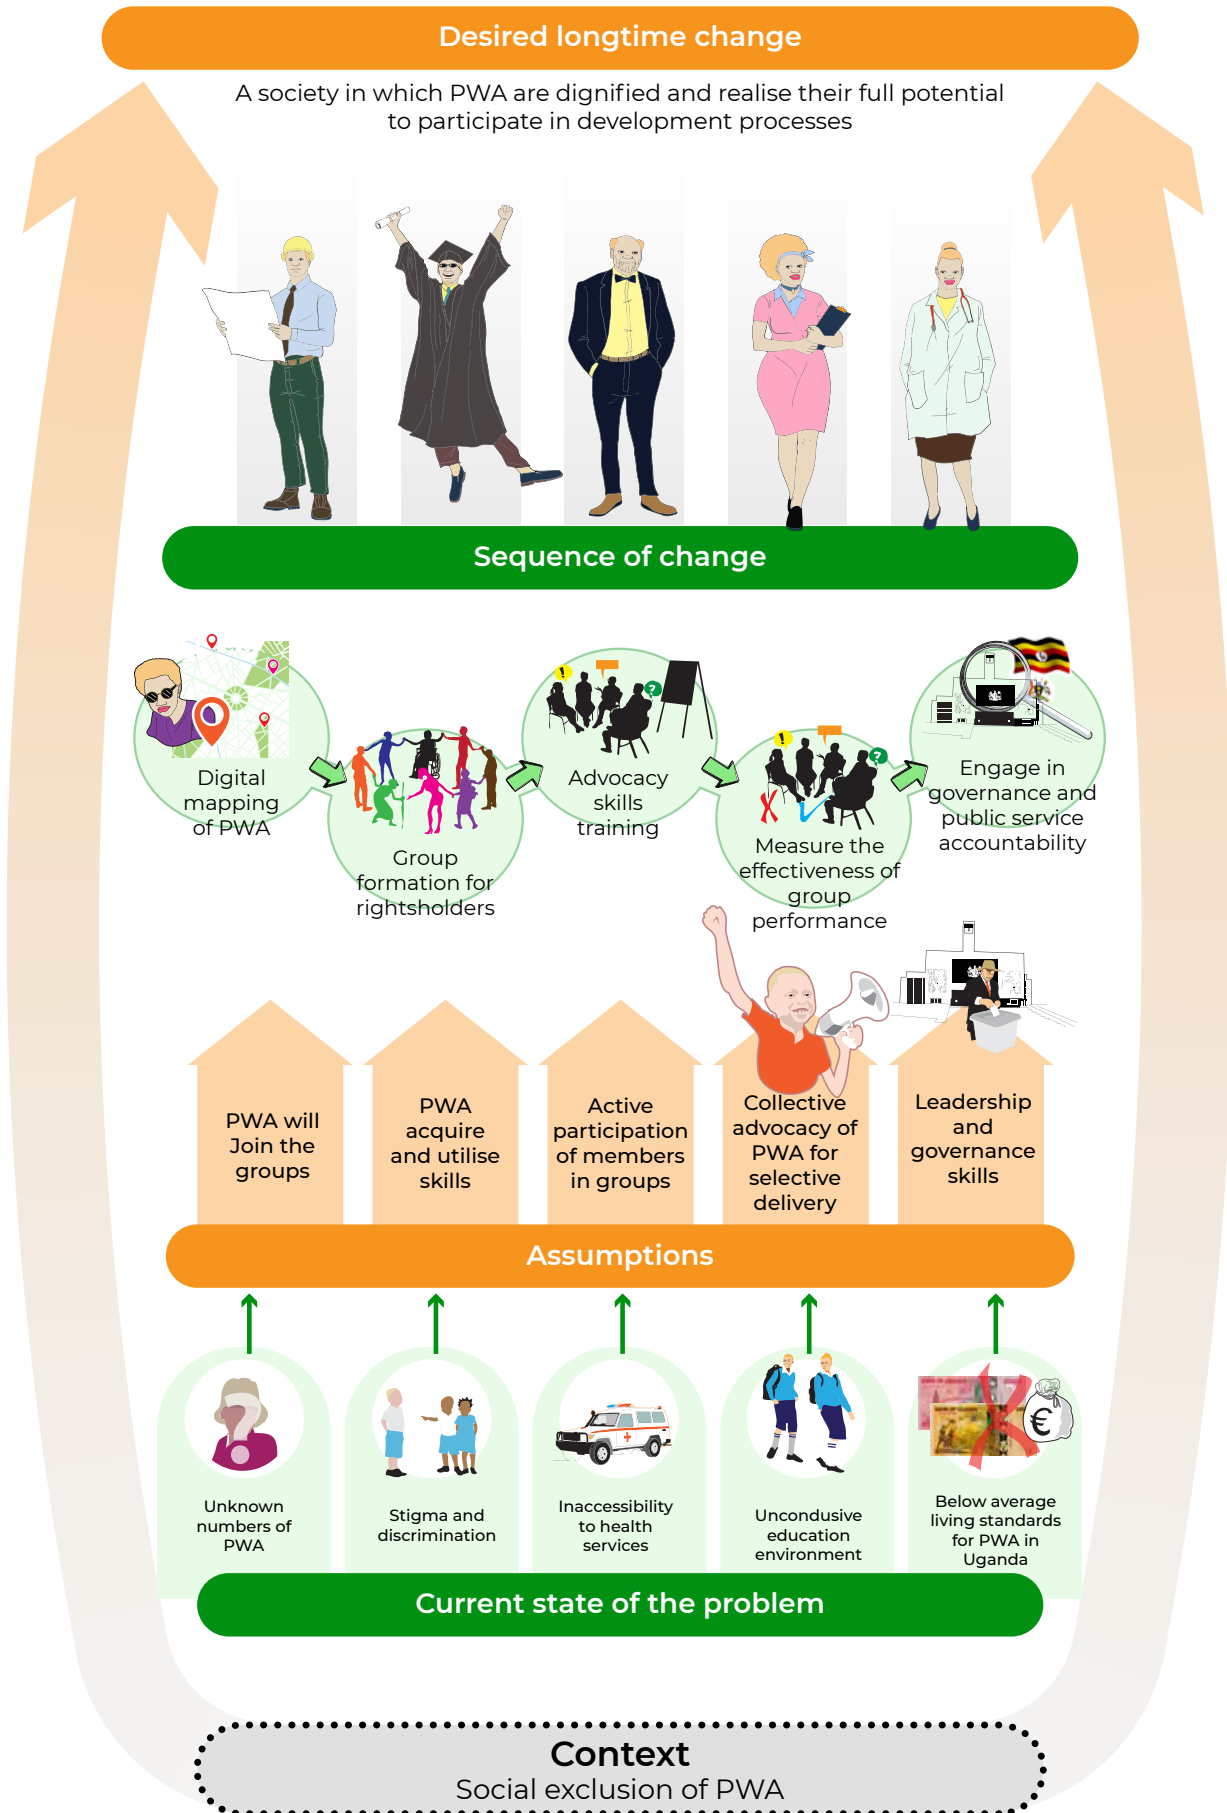 Desired longtime change
A society in which PWA are dignified and realise their full potential
to participate in development processes
Sequence of change
Digital
mapping
of PWA
Group
formation for
rightsholders
Advocacy
skills
training
Measure the
effectiveness of
group
performance
Engage in
governance and
public service
accountability
PWA will
Join the
groups
PWA
acquire
and utilise
skills
Active
participation
of members
in groups
Collective
advocacy of
PWA for
selective
delivery
Leadership
and
governance
skills
Assumptions
Unknown
numbers of
PWA
Stigma and
discrimination
Inaccessibility
to health
services
Uncondusive
education
environment
Below average
living standards
for PWA in
Uganda
Current state of the problem
Context
Social exclusion of PWA